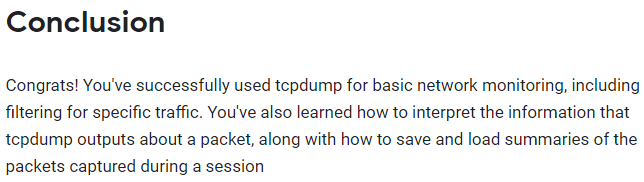 Conclusion
Congrats! You've successfully used tcpdump for basic network monitoring, including
filtering for specific traffic. You've also learned how to interpret the information that
tcpdump outputs about a packet, along with how to save and load summaries of the
packets captured during a session